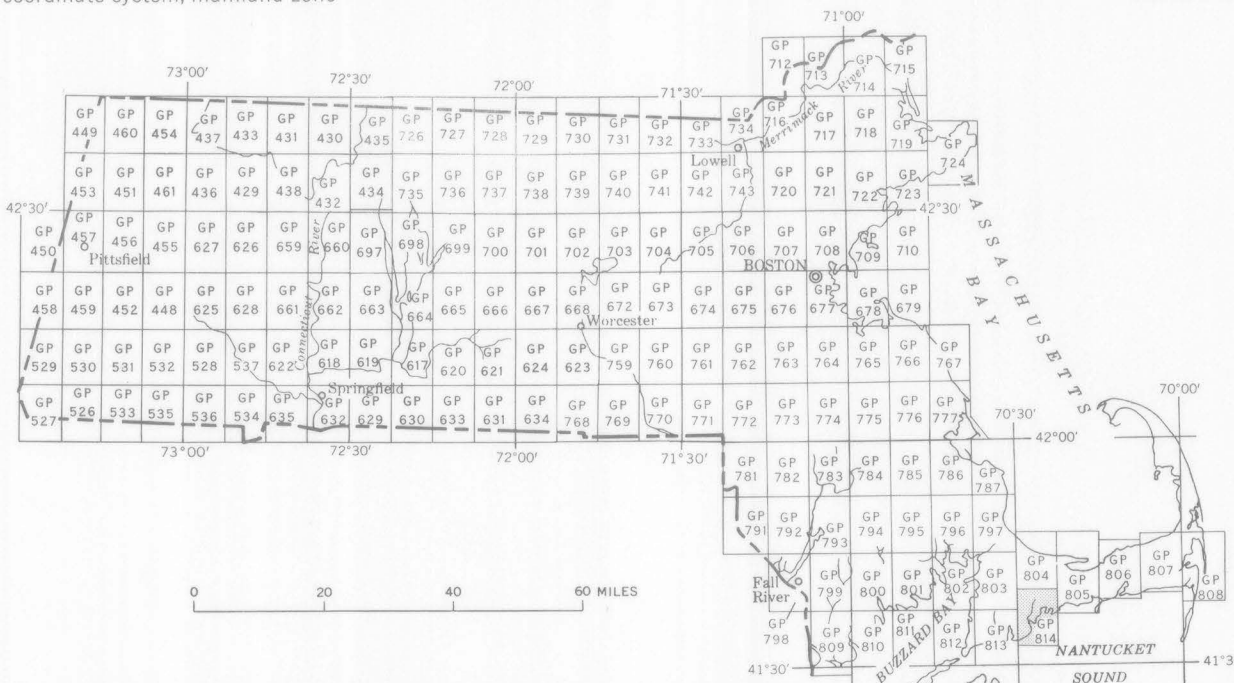 coordinate system, mainland zone
71°00'
GP 712 GP 713 GP 714 GP 715
River
73°00' 72°30' 72°00' 71°30'
GP 449 GP 460 GP 454 GP 437 GP 433 GP 431 GP 430 GP 435 GP 726 GP 727 GP 728 GP 729 GP 730 GP 731 GP 732 GP 733 GP 734 GP 716 GP 717 GP 718 GP 719
Merrimack
Lowell
GP 724
GP 453 GP 451 GP 461 GP 436 GP 429 GP 438 GP 432 GP 434 GP 735 GP 736 GP 737 GP 738 GP 739 GP 740 GP 741 GP 742 GP 743 GP 720 GP 721 GP 722 GP 723
42°30' 42°30'
GP 450 GP 457 GP 456 GP 455 GP 627 GP 626 GP 659 GP 660 GP 697 GP 698 GP 699 GP 700 GP 701 GP 702 GP 703 GP 704 GP 705 GP 706 GP 707 GP 708 GP 709 GP 710
Pittsfield
River
BOSTON
MASSACHUSETTS
BAY
GP 458 GP 459 GP 452 GP 448 GP 625 GP 628 GP 661 GP 662 GP 663 GP 664 GP 665 GP 666 GP 667 GP 668 GP 672 GP 673 GP 674 GP 675 GP 676 GP 677 GP 678 GP 679
Connecticut
Worcester
GP 529 GP 530 GP 531 GP 532 GP 528 GP 537 GP 622 GP 618 GP 619 GP 617 GP 620 GP 621 GP 624 GP 623 GP 759 GP 760 GP 761 GP 762 GP 763 GP 764 GP 765 GP 766 GP 767
Springfield
70°00'
GP 527 GP 526 GP 533 GP 535 GP 536 GP 534 GP 635 GP 632 GP 629 GP 630 GP 633 GP 631 GP 634 GP 768 GP 769 GP 770 GP 771 GP 772 GP 773 GP 774 GP 775 GP 776 GP 777
70°30'
42°00'
73°00' 72°30' 72°00' 71°30'
GP 781 GP 782 GP 783 GP 784 GP 785 GP 786 GP 787
GP 791 GP 792 GP 793 GP 794 GP 795 GP 796 GP 797
GP 804 GP 805 GP 806 GP 807 GP 808
0 20 40 60 MILES
Fall River
GP 799 GP 800 GP 801 GP 802 GP 803
GP 798 GP 809 GP 810 GP 811 GP 812 GP 813 GP 814
BUZZARD BAY
NANTUCKET
SOUND
41°30'